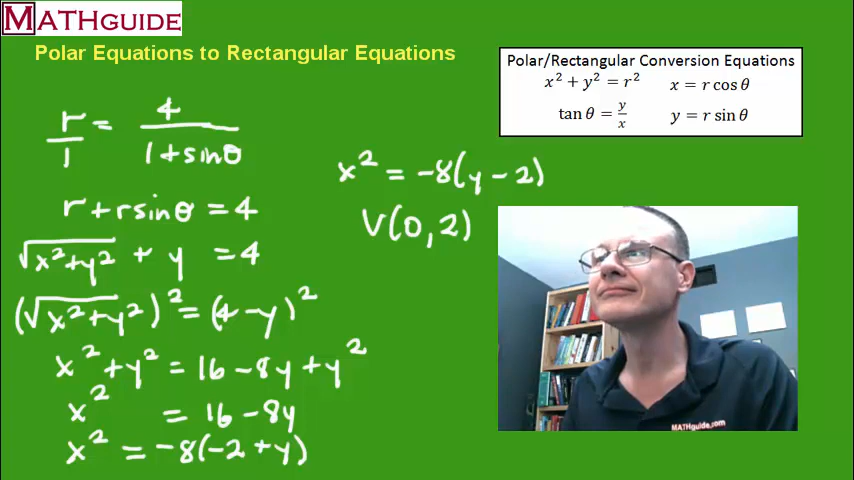 MATHGUIDE
Polar Equations to Rectangular Equations
Polar/Rectangular Conversion Equations
x² + y² = r² x = r cos θ
tan θ = y/x y = r sin θ
r/1 = 4/(1 + sinθ)
r + r sinθ = 4
√(x² + y²) + y = 4
(√(x² + y²))² = (4 - y)²
x² + y² = 16 - 8y + y²
x² = 16 - 8y
x² = -8(-2 + y)
x² = -8(y - 2)
V(0, 2)
MATHguide.com